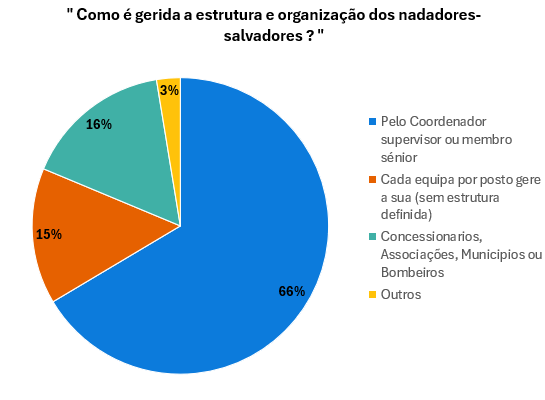 " Como é gerida a estrutura e organização dos nadadores-
salvadores ? "
3%
16%
15%
66%
Pelo Coordenador
supervisor ou membro
sénior
Cada equipa por posto gere
a sua (sem estrutura
definida)
Concessionarios,
Associações, Municípios ou
Bombeiros
Outros